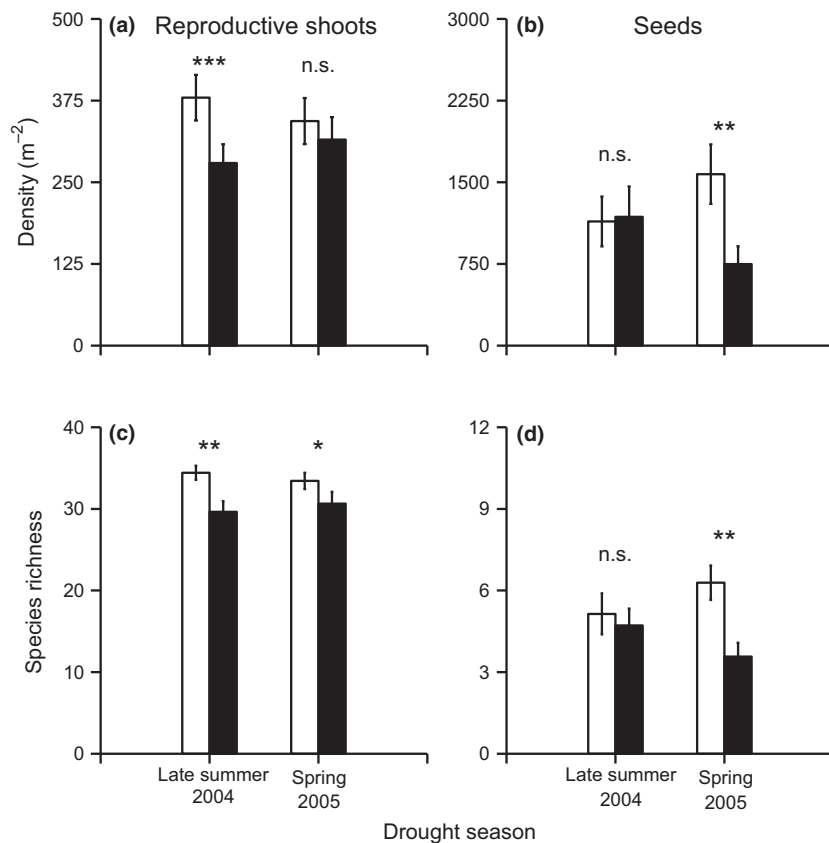 (a) Reproductive shoots
(b) Seeds
500
375
250
125
0
Density (m⁻²)
***
n.s.
3000
2250
1500
750
0
n.s.
**
(c)
40
30
20
10
0
Species richness
**
*
Late summer
2004
Spring
2005
(d)
12
9
6
3
0
n.s.
**
Late summer
2004
Spring
2005
Drought season